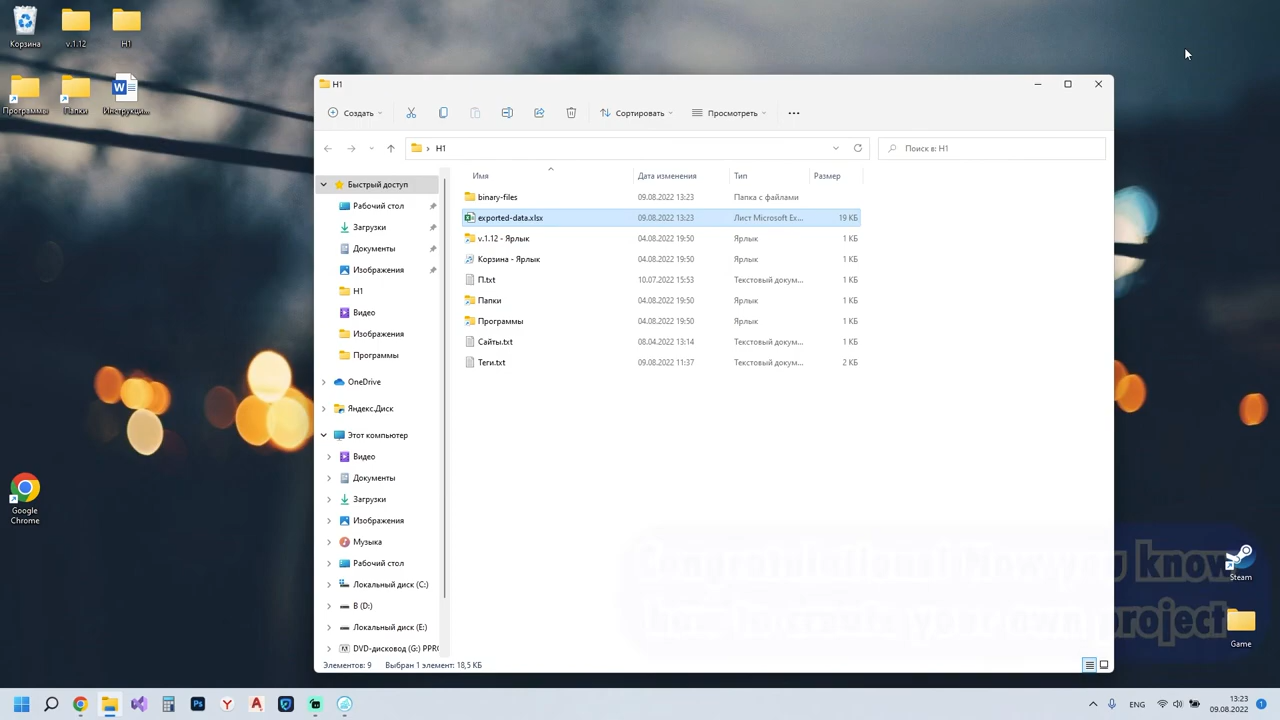 Корзина
v.1.12
H1
Программы
Папки
Инструкци...
H1
Создать
Сортировать
Просмотреть
H1
Поиск в: H1
Имя
Дата изменения
Тип
Размер
binary-files
09.08.2022 13:23
Папка с файлами
exported-data.xlsx
09.08.2022 13:23
Лист Microsoft Ex...
19 КБ
v.1.12 - Ярлык
04.08.2022 19:50
Ярлык
1 КБ
Корзина - Ярлык
04.08.2022 19:50
Ярлык
1 КБ
П.txt
10.07.2022 15:53
Текстовый докум...
1 КБ
Папки
04.08.2022 19:50
Ярлык
1 КБ
Программы
04.08.2022 19:50
Ярлык
1 КБ
Сайты.txt
08.04.2022 13:14
Текстовый докум...
1 КБ
Теги.txt
09.08.2022 11:37
Текстовый докум...
2 КБ
Быстрый доступ
Рабочий стол
Загрузки
Документы
Изображения
H1
Видео
Изображения
Программы
OneDrive
Яндекс.Диск
Этот компьютер
Видео
Документы
Загрузки
Изображения
Музыка
Рабочий стол
Локальный диск (C:)
B (D:)
Локальный диск (E:)
DVD-дисковод (G:) PPR
Элементов: 9
Выбран 1 элемент: 18,5 КБ
Google
Chrome
Congratulations! Now you know
how to create your own project
Steam
Game
ENG
13:23
09.08.2022